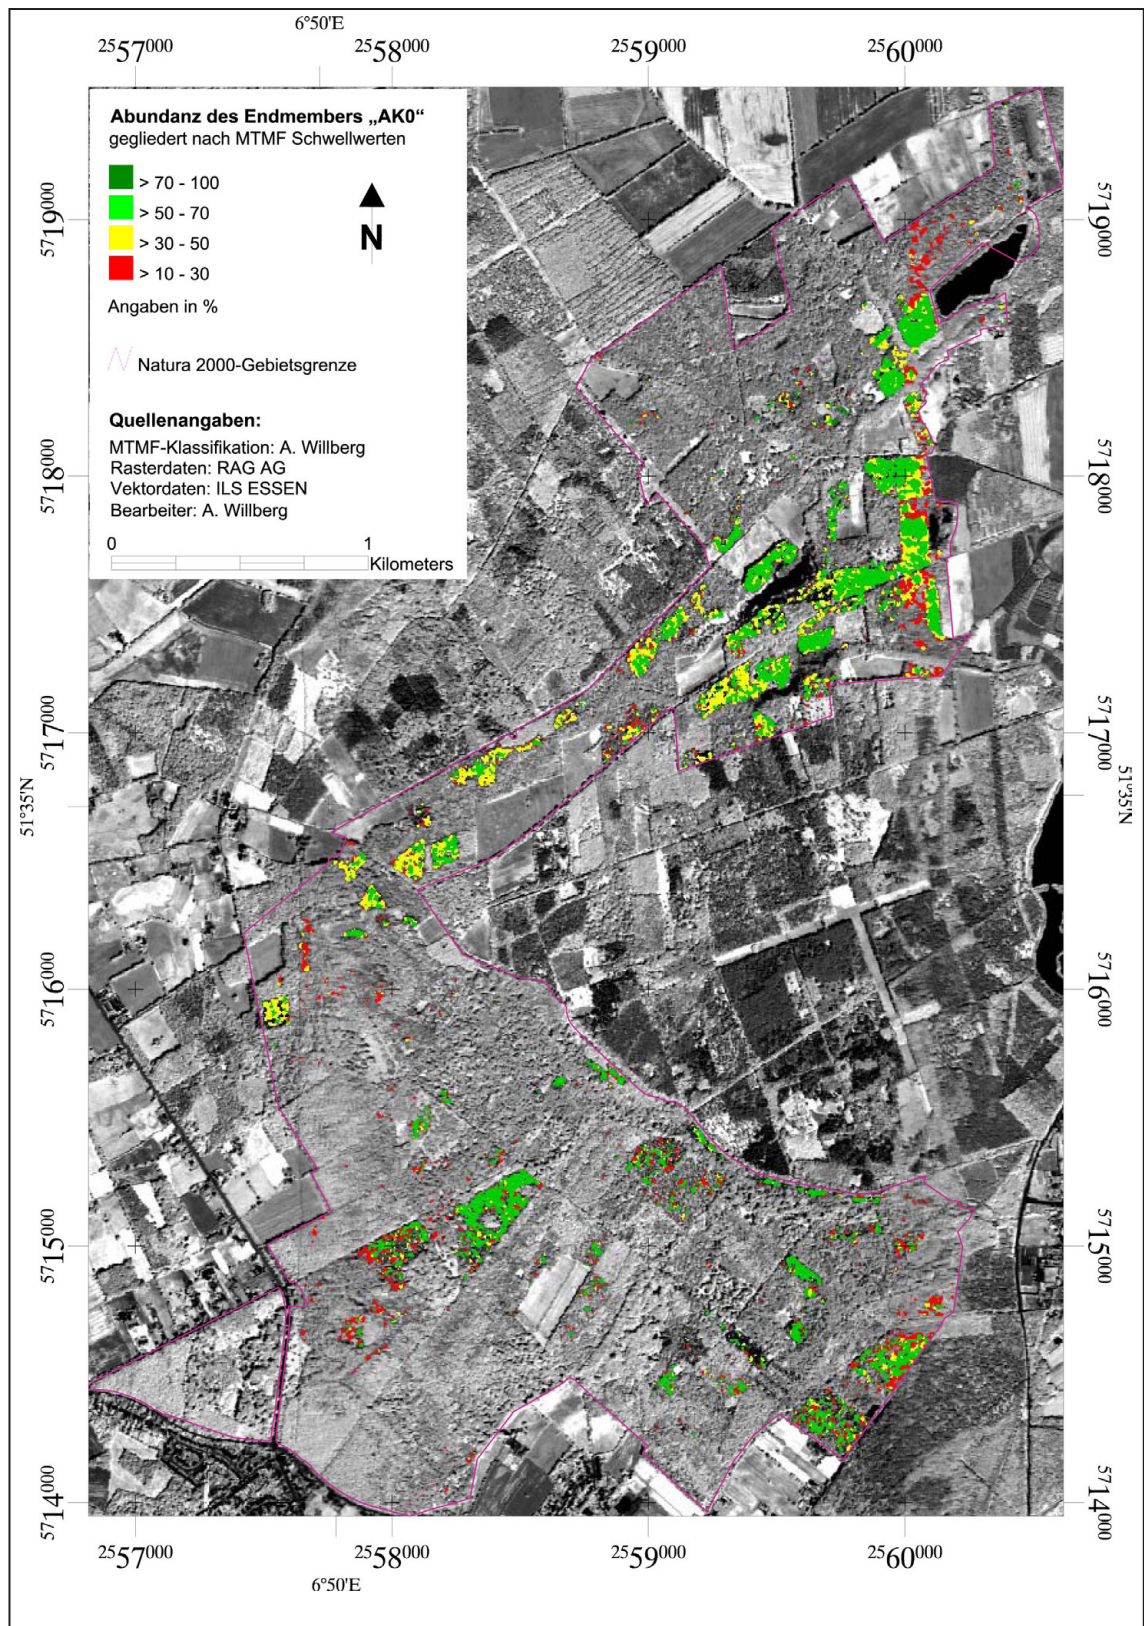 6°50'E
2557000 2558000 2559000 2560000
Abundanz des Endmembers „AK0“
gegliedert nach MTMF Schwellwerten
> 70 - 100
> 50 - 70
> 30 - 50
> 10 - 30
N
Angaben in %
Natura 2000-Gebietsgrenze
Quellenangaben:
MTMF-Klassifikation: A. Willberg
Rasterdaten: RAG AG
Vektordaten: ILS ESSEN
Bearbeiter: A. Willberg
0 1
Kilometers
5719000 5719000
5718000 5718000
5717000 5717000
51°35'N 51°35'N
5716000 5716000
5715000 5715000
5714000 5714000
2557000 2558000 2559000 2560000
6°50'E